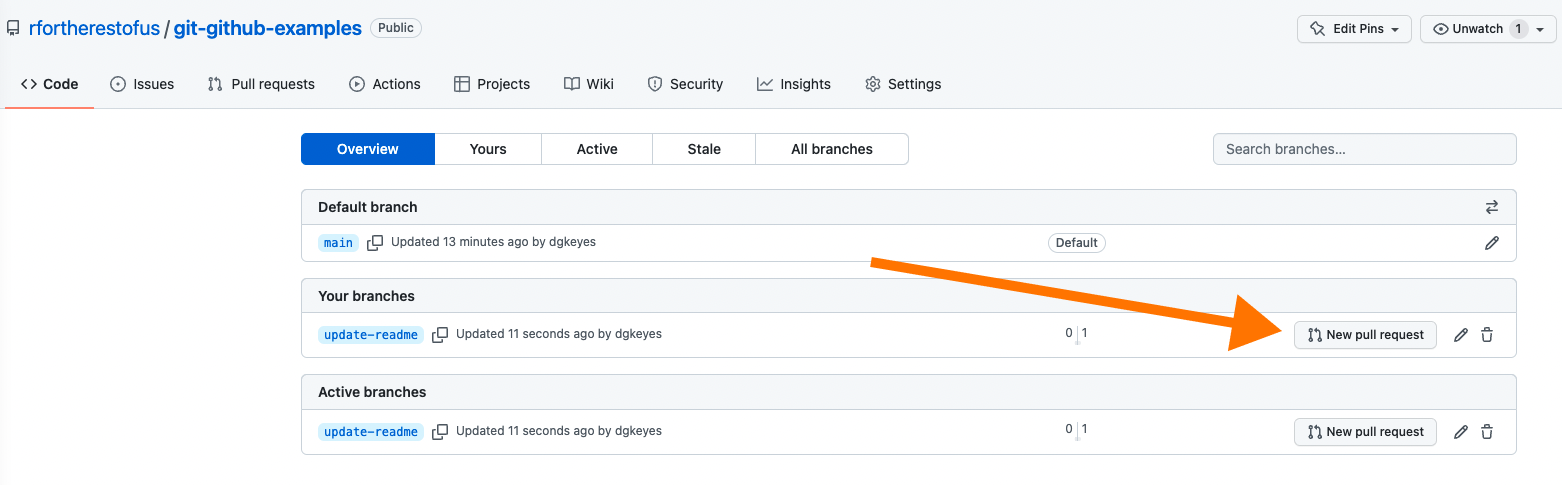 rfortherestofus / git-github-examples Public Edit Pins Unwatch 1
Code Issues Pull requests Actions Projects Wiki Security Insights Settings
Overview Yours Active Stale All branches Search branches...
Default branch
main Updated 13 minutes ago by dgkeyes Default
Your branches
update-readme Updated 11 seconds ago by dgkeyes 0 1 New pull request
Active branches
update-readme Updated 11 seconds ago by dgkeyes 0 1 New pull request